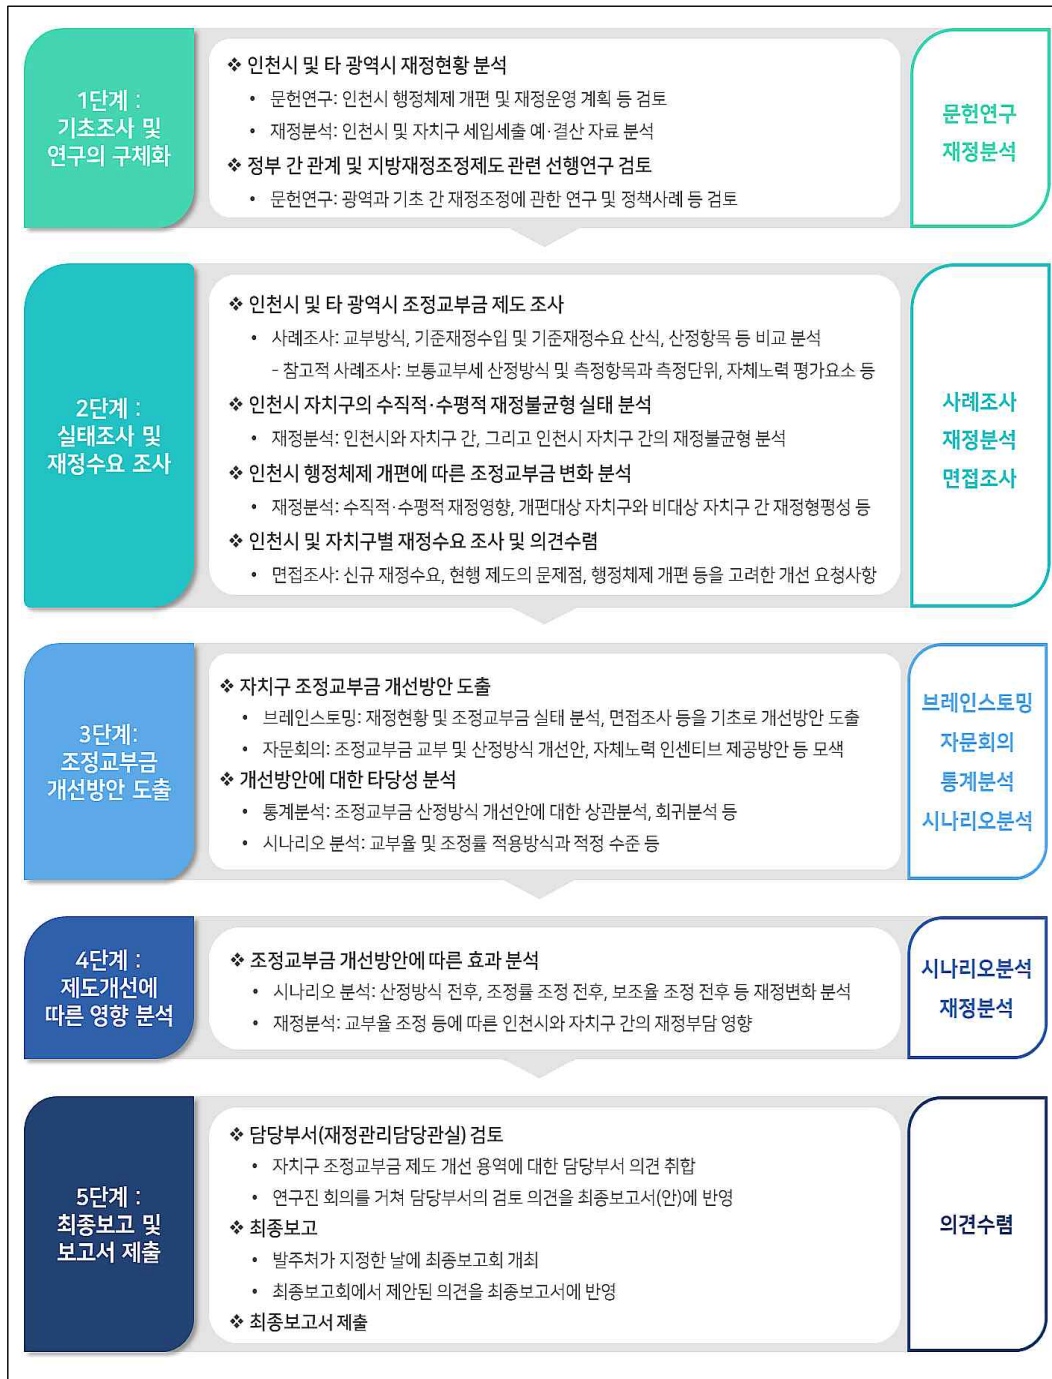 1단계 :
기초조사 및
연구의 구체화
❖ 인천시 및 타 광역시 재정현황 분석
• 문헌연구: 인천시 행정체제 개편 및 재정운영 계획 등 검토
• 재정분석: 인천시 및 자치구 세입세출 예·결산 자료 분석
❖ 정부 간 관계 및 지방재정조정제도 관련 선행연구 검토
• 문헌연구: 광역과 기초 간 재정조정에 관한 연구 및 정책사례 등 검토
문헌연구
재정분석
2단계 :
실태조사 및
재정수요 조사
❖ 인천시 및 타 광역시 조정교부금 제도 조사
• 사례조사: 교부방식, 기준재정수입 및 기준재정수요 산식, 산정항목 등 비교 분석
- 참고적 사례조사: 보통교부세 산정방식 및 측정항목과 측정단위, 자체노력 평가요소 등
❖ 인천시 자치구의 수직적·수평적 재정불균형 실태 분석
• 재정분석: 인천시와 자치구 간, 그리고 인천시 자치구 간의 재정불균형 분석
❖ 인천시 행정체제 개편에 따른 조정교부금 변화 분석
• 재정분석: 수직적·수평적 재정영향, 개편대상 자치구와 비대상 자치구 간 재정형평성 등
❖ 인천시 및 자치구별 재정수요 조사 및 의견수렴
• 면접조사: 신규 재정수요, 현행 제도의 문제점, 행정체제 개편 등을 고려한 개선 요청사항
사례조사
재정분석
면접조사
3단계:
조정교부금
개선방안 도출
❖ 자치구 조정교부금 개선방안 도출
• 브레인스토밍: 재정현황 및 조정교부금 실태 분석, 면접조사 등을 기초로 개선방안 도출
• 자문회의: 조정교부금 교부 및 산정방식 개선안, 자체노력 인센티브 제공방안 등 모색
❖ 개선방안에 대한 타당성 분석
• 통계분석: 조정교부금 산정방식 개선안에 대한 상관분석, 회귀분석 등
• 시나리오 분석: 교부율 및 조정률 적용방식과 적정 수준 등
브레인스토밍
자문회의
통계분석
시나리오분석
4단계 :
제도개선에
따른 영향 분석
❖ 조정교부금 개선방안에 따른 효과 분석
• 시나리오 분석: 산정방식 전후, 조정률 조정 전후, 보조율 조정 전후 등 재정변화 분석
• 재정분석: 교부율 조정 등에 따른 인천시와 자치구 간의 재정부담 영향
시나리오분석
재정분석
5단계 :
최종보고 및
보고서 제출
❖ 담당부서(재정관리담당관실) 검토
• 자치구 조정교부금 제도 개선 용역에 대한 담당부서 의견 취합
• 연구진 회의를 거쳐 담당부서의 검토 의견을 최종보고서(안)에 반영
❖ 최종보고
• 발주처가 지정한 날에 최종보고회 개최
• 최종보고회에서 제안된 의견을 최종보고서에 반영
❖ 최종보고서 제출
의견수렴